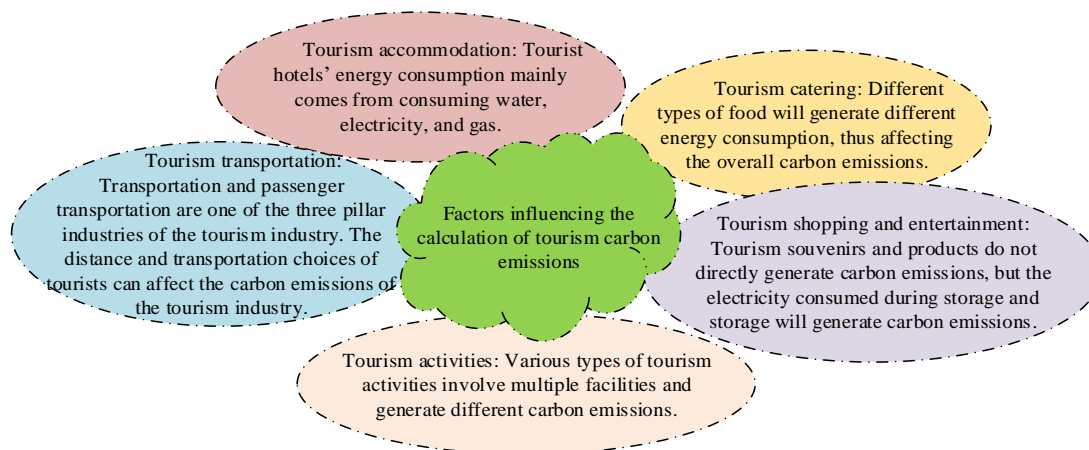 Tourism accommodation: Tourist
hotels’ energy consumption mainly
comes from consuming water,
electricity, and gas.
Tourism catering: Different
types of food will generate different
energy consumption, thus affecting
the overall carbon emissions.
Tourism transportation:
Transportation and passenger
transportation are one of the three pillar
industries of the tourism industry. The
distance and transportation choices of
tourists can affect the carbon emissions of
the tourism industry.
Factors influencing the
calculation of tourism carbon
emissions
Tourism shopping and entertainment:
Tourism souvenirs and products do not
directly generate carbon emissions, but the
electricity consumed during storage and
storage will generate carbon emissions.
Tourism activities: Various types of tourism
activities involve multiple facilities and
generate different carbon emissions.